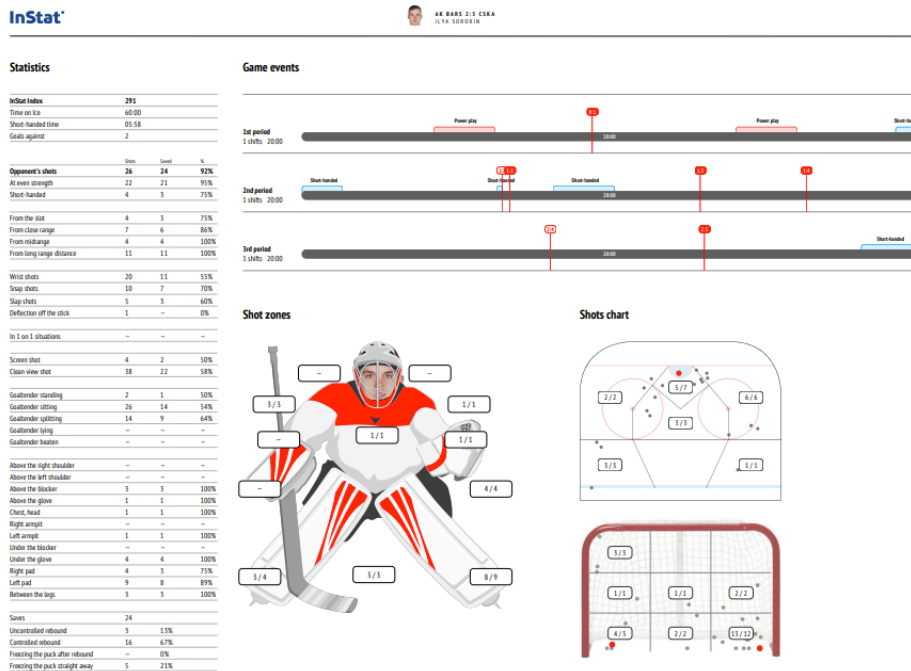 InStat
AK BARS 2:5 CSKA
ILYA SOROKIN
Statistics
InStat Index 291
Time on Ice 60:00
Short-handed time 05:58
Goals against 2
Shots Saved %
Opponent's shots 26 24 92%
At even strength 22 21 95%
Short-handed 4 3 75%
From the slot 4 3 75%
From close range 7 6 86%
From midrange 4 4 100%
From long range distance 11 11 100%
Wrist shots 20 11 55%
Snap shots 10 7 70%
Slap shots 5 3 60%
Deflection off the stick 1 – 0%
In 1 on 1 situations – – –
Screen shot 4 2 50%
Clean view shot 38 22 58%
Goaltender standing 2 1 50%
Goaltender sitting 26 14 54%
Goaltender splitting 14 9 64%
Goaltender lying – – –
Goaltender beaten – – –
Above the right shoulder – – –
Above the left shoulder – – –
Above the blocker 3 3 100%
Above the glove 1 1 100%
Chest, head 1 1 100%
Right armpit – – –
Left armpit 1 1 100%
Under the blocker – – –
Under the glove 4 4 100%
Right pad 4 3 75%
Left pad 9 8 89%
Between the legs 3 3 100%
Saves 24
Uncontrolled rebound 3 13%
Controlled rebound 16 67%
Freezing the puck after rebound – 0%
Freezing the puck straight away 5 21%
Game events
Power play Power play
1st period
1 shifts 20:00
20:00
Short-handed Short-handed Short-handed
2nd period
1 shifts 20:00
1:4
Short-handed
3rd period
1 shifts 20:00
20:00
2:4
2:5
Shot zones
– –
3 / 3 1 / 1
– 1 / 1 1 / 1
– 4 / 4
3 / 4 3 / 3 8 / 9
Shots chart
2 / 2 5 / 7 6 / 6
3 / 3
3 / 3 1 / 1
3 / 3
1 / 1 1 / 1 2 / 2
4 / 3 2 / 2 13 / 12